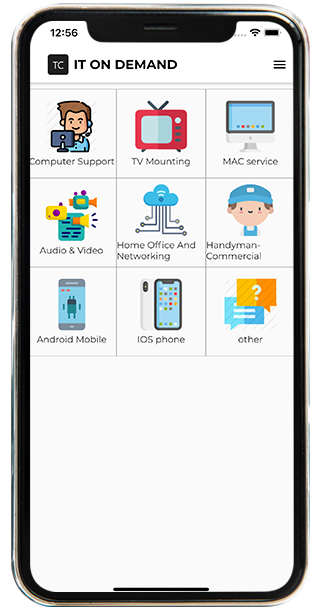 12:56
TC IT ON DEMAND
Computer Support
TV Mounting
MAC service
Audio & Video
Home Office And
Networking
Handyman-
Commercial
Android Mobile
IOS phone
other
?